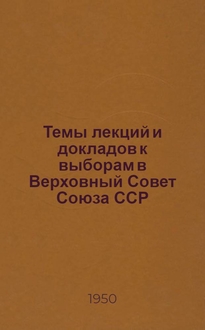 Темы лекций и
докладов к
выборам в
Верховный Совет
Союза ССР
1950